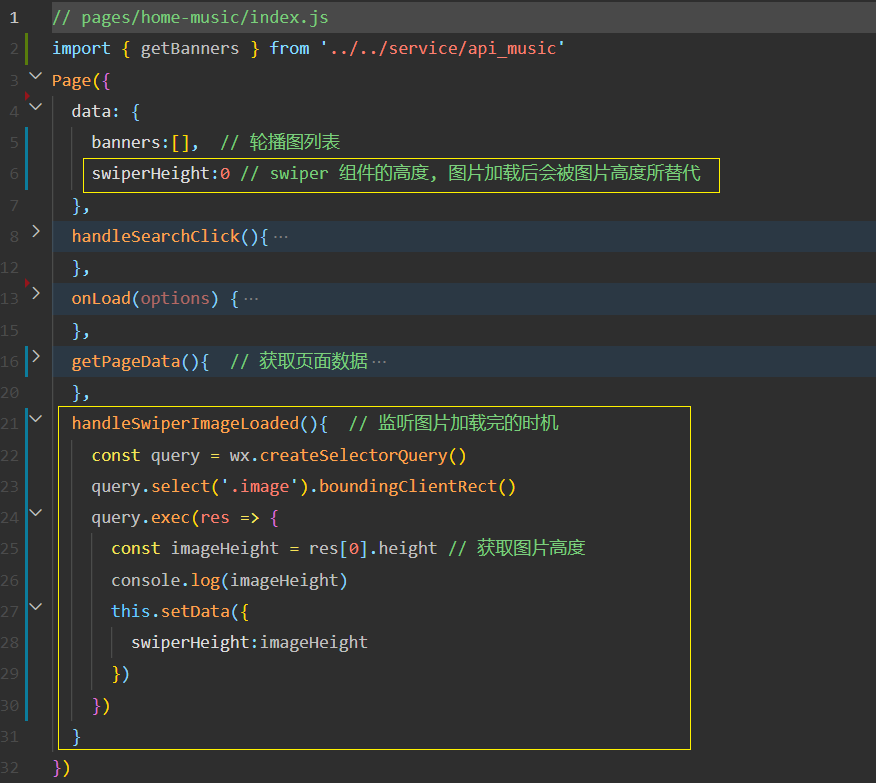 1 // pages/home-music/index.js
2 import { getBanners } from '../../service/api_music'
3 Page({
4 data: {
5 banners:[], // 轮播图列表
6 swiperHeight:0 // swiper 组件的高度, 图片加载后会被图片高度所替代
7 },
8 handleSearchClick(){ ···
12 },
13 onLoad(options) { ···
15 },
16 getPageData(){ // 获取页面数据 ···
20 },
21 handleSwiperImageLoaded(){ // 监听图片加载完的时机
22 const query = wx.createSelectorQuery()
23 query.select('.image').boundingClientRect()
24 query.exec(res => {
25 const imageHeight = res[0].height // 获取图片高度
26 console.log(imageHeight)
27 this.setData({
28 swiperHeight:imageHeight
29 })
30 })
31 }
32 })